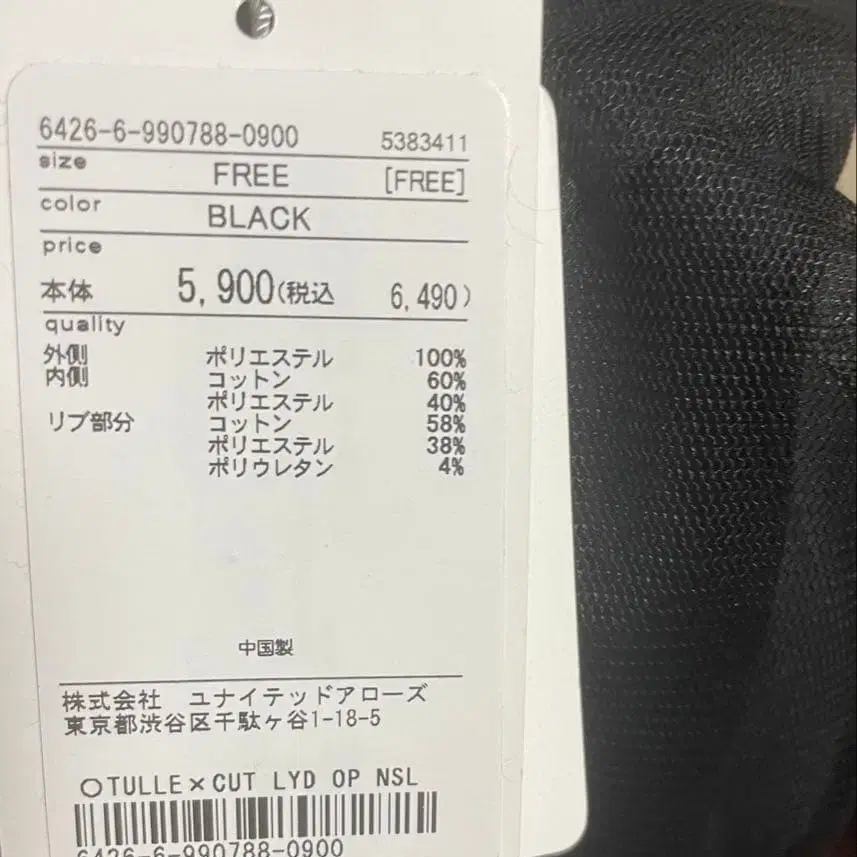 6426-6-990788-0900 5383411
size FREE [FREE]
color BLACK
price
本体 5,900(税込 6,490)
quality
外側 ポリエステル 100%
内側 コットン 60%
ポリエステル 40%
リブ部分 コットン 58%
ポリエステル 38%
ポリウレタン 4%
中国製
株式会社 ユナイテッドアローズ
東京都渋谷区千駄ヶ谷1-18-5
○TULLE×CUT LYD OP NSL
6426-6-990788-0900